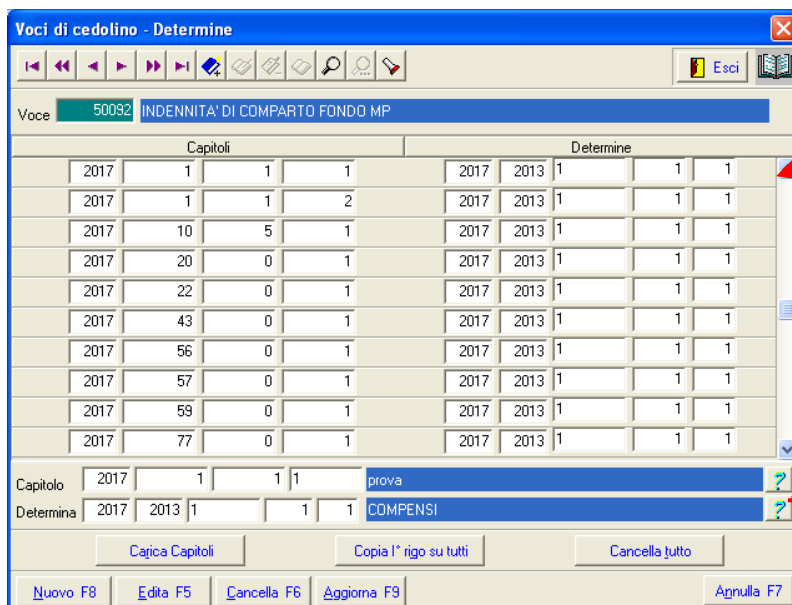 Voci di cedolino - Determine
Esci
Voce 50092 INDENNITA' DI COMPARTO FONDO MP
Capitoli Determine
2017 1 1 1 2017 2013 1 1 1
2017 1 1 2 2017 2013 1 1 1
2017 10 5 1 2017 2013 1 1 1
2017 20 0 1 2017 2013 1 1 1
2017 22 0 1 2017 2013 1 1 1
2017 43 0 1 2017 2013 1 1 1
2017 56 0 1 2017 2013 1 1 1
2017 57 0 1 2017 2013 1 1 1
2017 59 0 1 2017 2013 1 1 1
2017 77 0 1 2017 2013 1 1 1
Capitolo 2017 1 1 1 prova ?
Determina 2017 2013 1 1 1 COMPENSI ?
Carica Capitoli Copia I° rigo su tutti Cancella tutto
Nuovo F8 Edita F5 Cancella F6 Aggiorna F9 Annulla F7